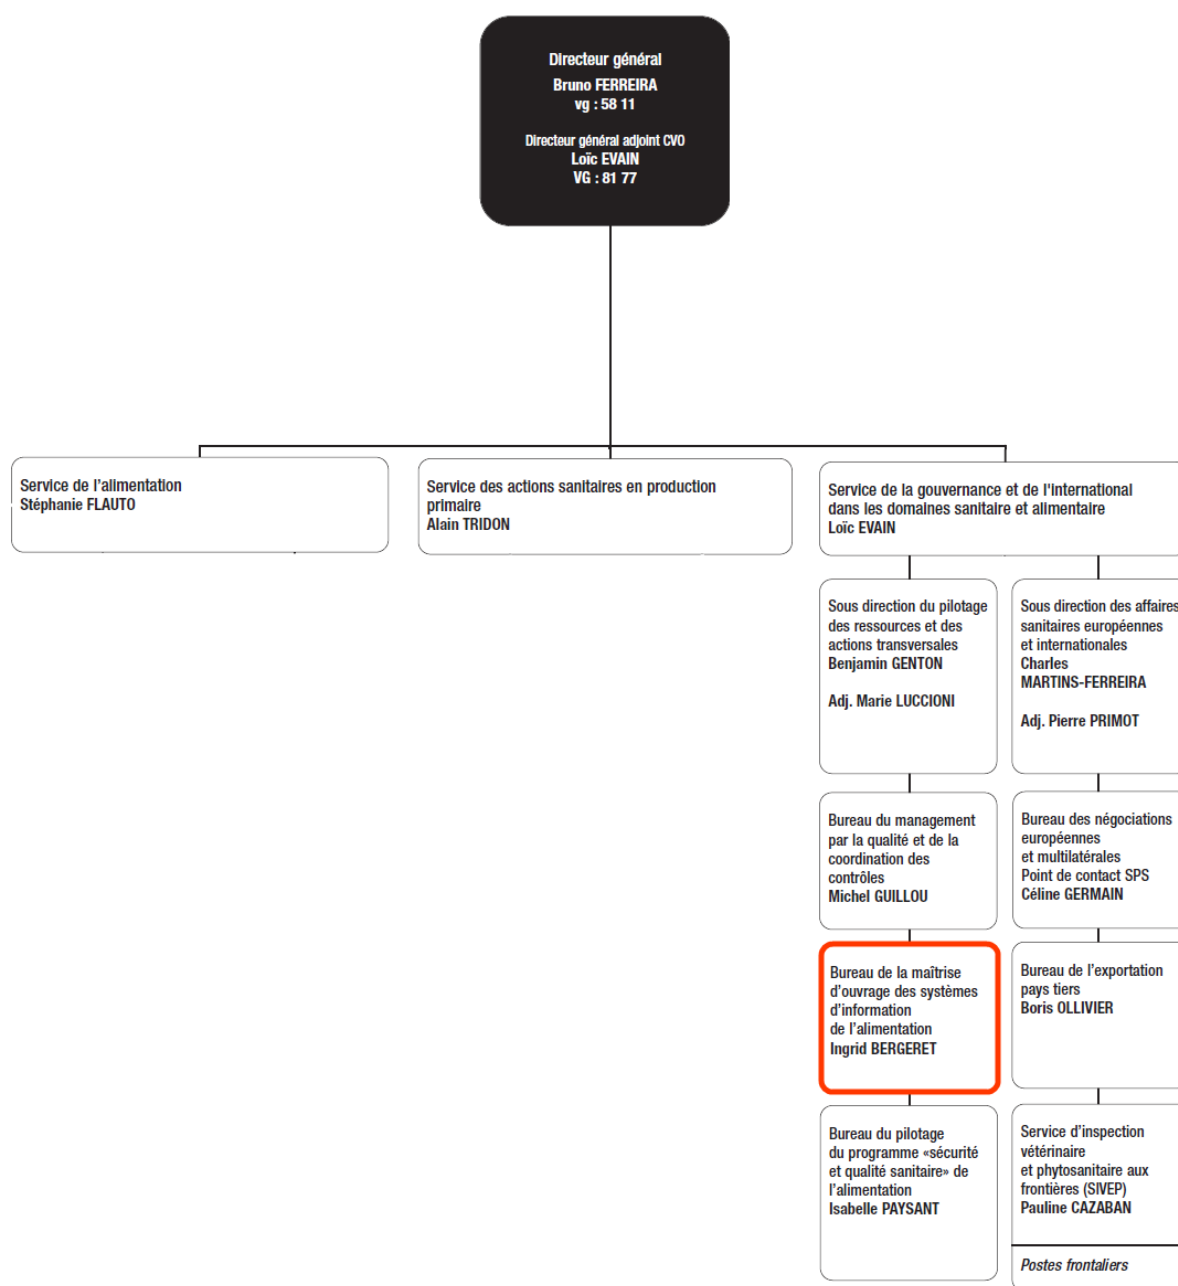 Directeur général
Bruno FERREIRA
vg : 58 11
Directeur général adjoint CVO
Loïc EVAIN
VG : 81 77
Service de l'alimentation
Stéphanie FLAUTO
Service des actions sanitaires en production
primaire
Alain TRIDON
Service de la gouvernance et de l'international
dans les domaines sanitaire et alimentaire
Loïc EVAIN
Sous direction du pilotage
des ressources et des
actions transversales
Benjamin GENTON
Adj. Marie LUCCIONI
Sous direction des affaires
sanitaires européennes
et internationales
Charles
MARTINS-FERREIRA
Adj. Pierre PRIMOT
Bureau du management
par la qualité et de la
coordination des
contrôles
Michel GUILLOU
Bureau des négociations
européennes
et multilatérales
Point de contact SPS
Céline GERMAIN
Bureau de la maîtrise
d'ouvrage des systèmes
d'information
de l'alimentation
Ingrid BERGERET
Bureau de l'exportation
pays tiers
Boris OLLIVIER
Bureau du pilotage
du programme «sécurité
et qualité sanitaire» de
l'alimentation
Isabelle PAYSANT
Service d'inspection
vétérinaire
et phytosanitaire aux
frontières (SIVEP)
Pauline CAZABAN
Postes frontaliers